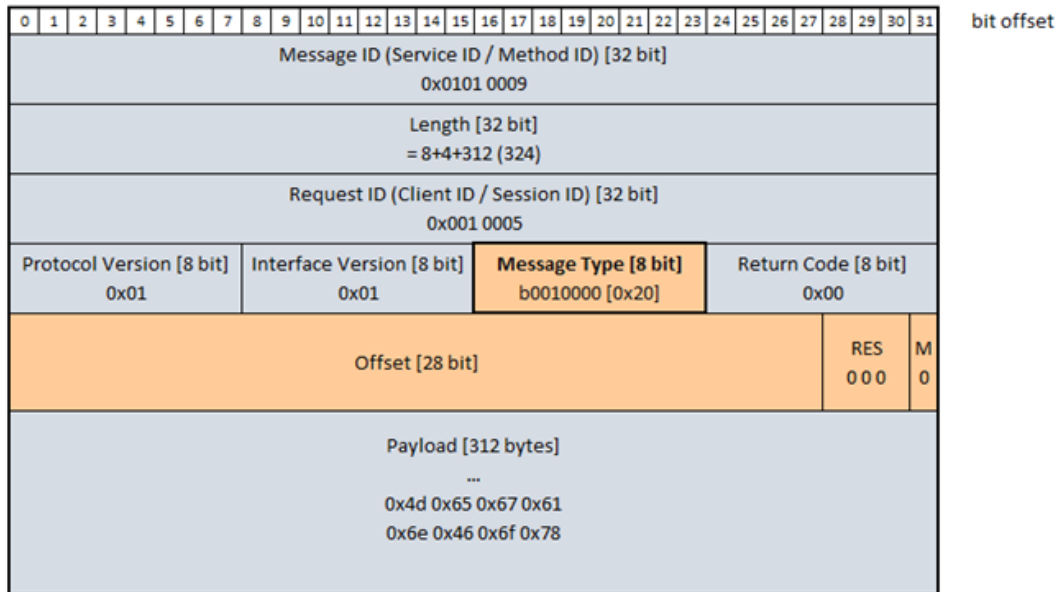 0 1 2 3 4 5 6 7 8 9 10 11 12 13 14 15 16 17 18 19 20 21 22 23 24 25 26 27 28 29 30 31 bit offset
Message ID (Service ID / Method ID) [32 bit]
0x0101 0009
Length [32 bit]
= 8+4+312 (324)
Request ID (Client ID / Session ID) [32 bit]
0x001 0005
Protocol Version [8 bit] Interface Version [8 bit] Message Type [8 bit] Return Code [8 bit]
0x01 0x01 b0010000 [0x20] 0x00
Offset [28 bit] RES M
0 0 0 0
Payload [312 bytes]
...
0x4d 0x65 0x67 0x61
0x6e 0x46 0x6f 0x78